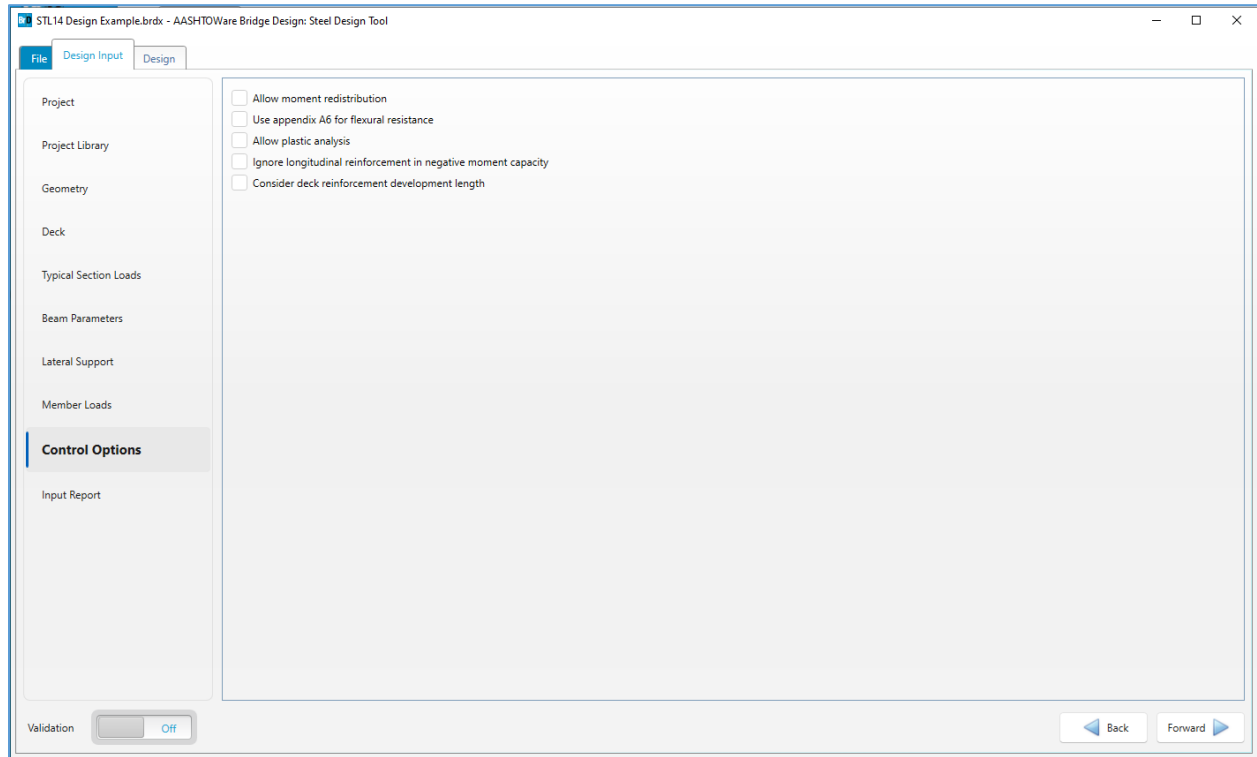 BrD STL14 Design Example.brdx - AASHTOWare Bridge Design: Steel Design Tool
File Design Input Design
Project
Project Library
Geometry
Deck
Typical Section Loads
Beam Parameters
Lateral Support
Member Loads
Control Options
Input Report
Allow moment redistribution
Use appendix A6 for flexural resistance
Allow plastic analysis
Ignore longitudinal reinforcement in negative moment capacity
Consider deck reinforcement development length
Validation Off
Back Forward